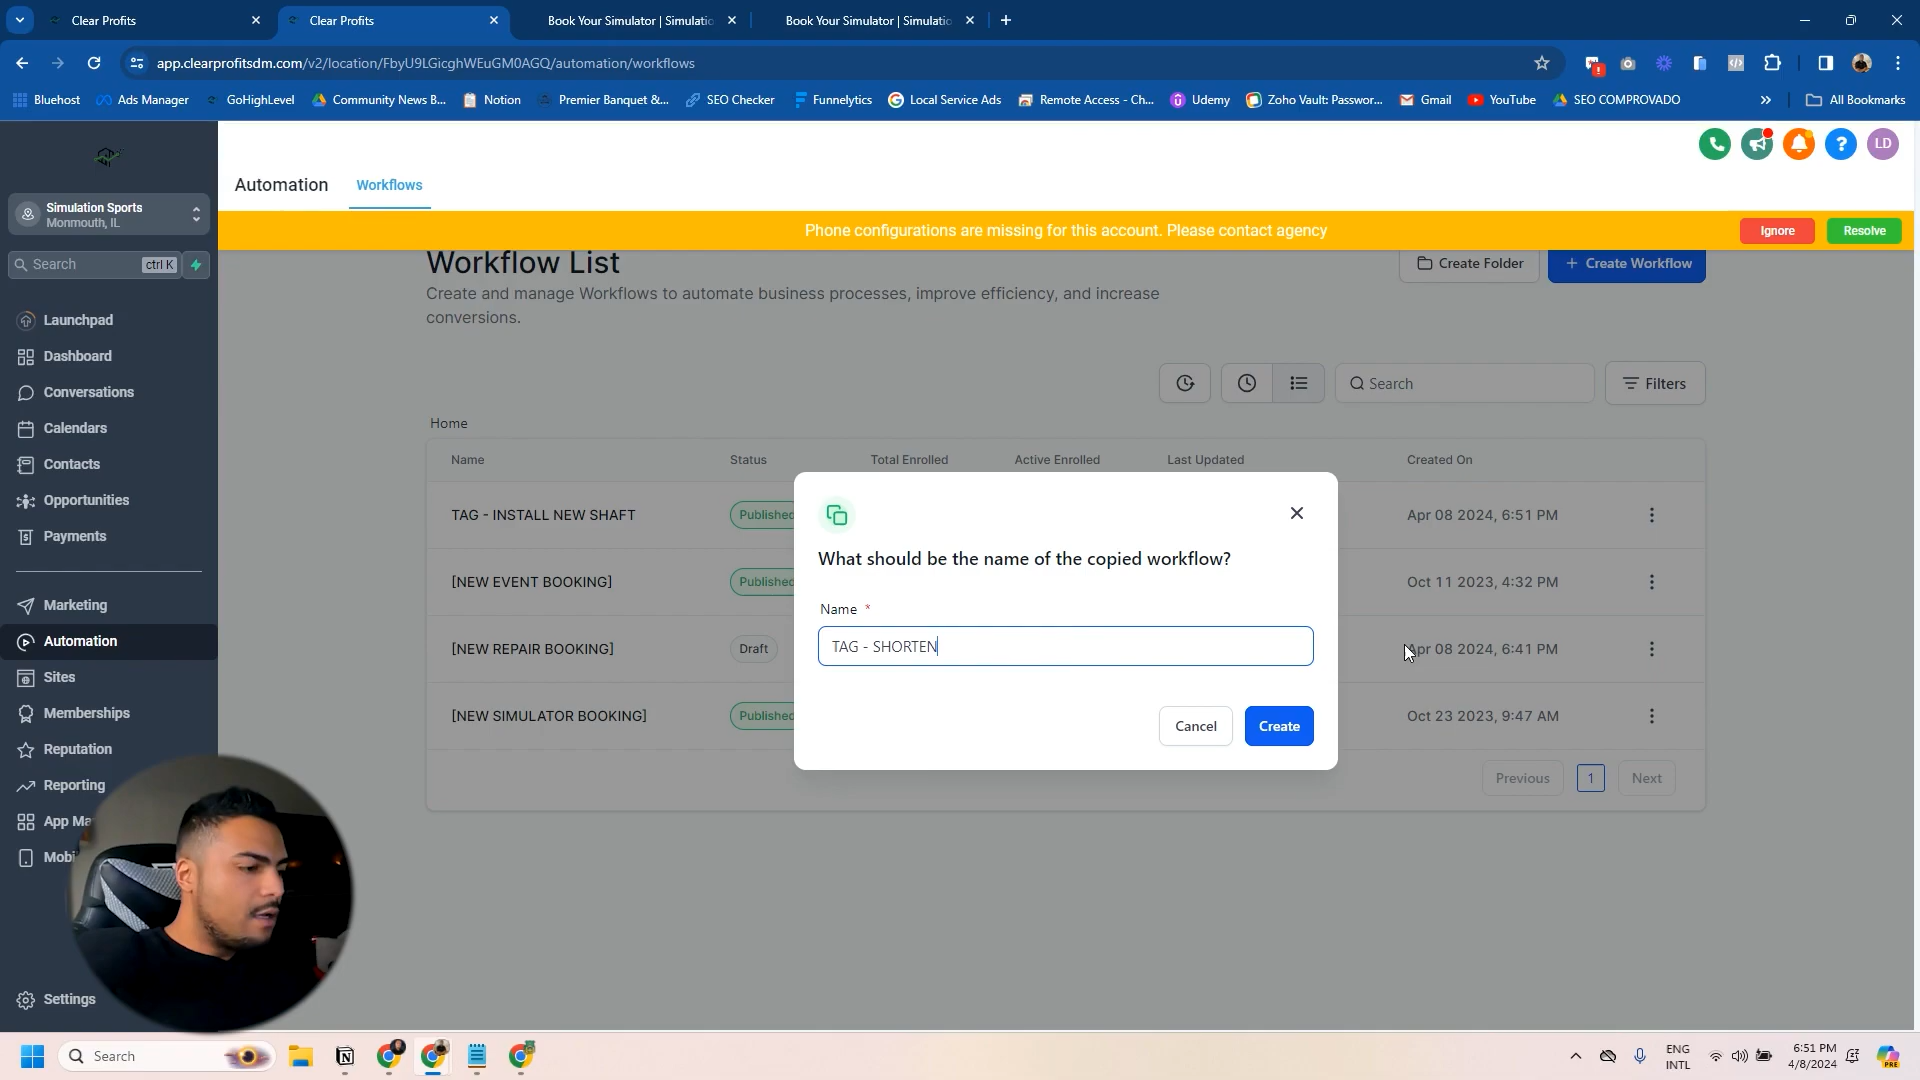 Clear Profits
Clear Profits
Book Your Simulator | Simulatio
Book Your Simulator | Simulatio
app.clearprofitsdm.com/v2/location/FbyU9LGicghWEuGM0AGQ/automation/workflows
Bluehost
Ads Manager
GoHighLevel
Community News B...
Notion
Premier Banquet &...
SEO Checker
Funnelytics
Local Service Ads
Remote Access - Ch...
Udemy
Zoho Vault: Passwor...
Gmail
YouTube
SEO COMPROVADO
All Bookmarks
LD
Automation
Workflows
Simulation Sports
Monmouth, IL
Phone configurations are missing for this account. Please contact agency
Ignore
Resolve
Search
ctrl K
Workflow List
Create Folder
Create Workflow
Create and manage Workflows to automate business processes, improve efficiency, and increase
conversions.
Launchpad
Dashboard
Conversations
Calendars
Contacts
Opportunities
Payments
Marketing
Automation
Sites
Memberships
Reputation
Reporting
App Ma
Mobi
Settings
Search
Filters
Home
Name
Status
Total Enrolled
Active Enrolled
Last Updated
Created On
TAG - INSTALL NEW SHAFT
Published
Apr 08 2024, 6:51 PM
[NEW EVENT BOOKING]
Published
Oct 11 2023, 4:32 PM
[NEW REPAIR BOOKING]
Draft
Apr 08 2024, 6:41 PM
[NEW SIMULATOR BOOKING]
Published
Oct 23 2023, 9:47 AM
Previous
1
Next
What should be the name of the copied workflow?
Name *
TAG - SHORTEN
Cancel
Create
Search
ENG
INTL
6:51 PM
4/8/2024
PRE